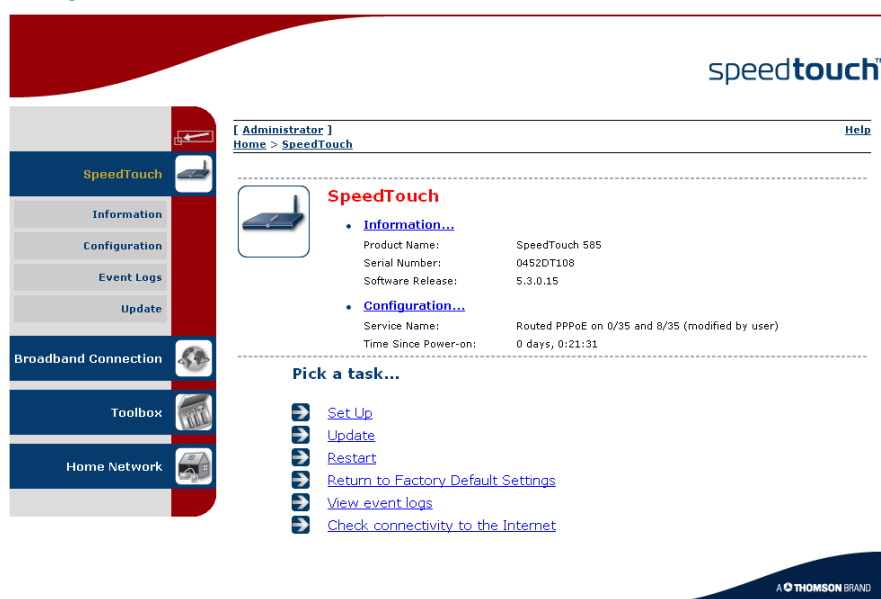 speedtouch™
[ Administrator ] Help
Home > SpeedTouch
SpeedTouch
Information
Configuration
Event Logs
Update
Broadband Connection
Toolbox
Home Network
SpeedTouch
Information...
Product Name: SpeedTouch 585
Serial Number: 0452DT108
Software Release: 5.3.0.15
Configuration...
Service Name: Routed PPPoE on 0/35 and 8/35 (modified by user)
Time Since Power-on: 0 days, 0:21:31
Pick a task...
Set Up
Update
Restart
Return to Factory Default Settings
View event logs
Check connectivity to the Internet
A THOMSON BRAND